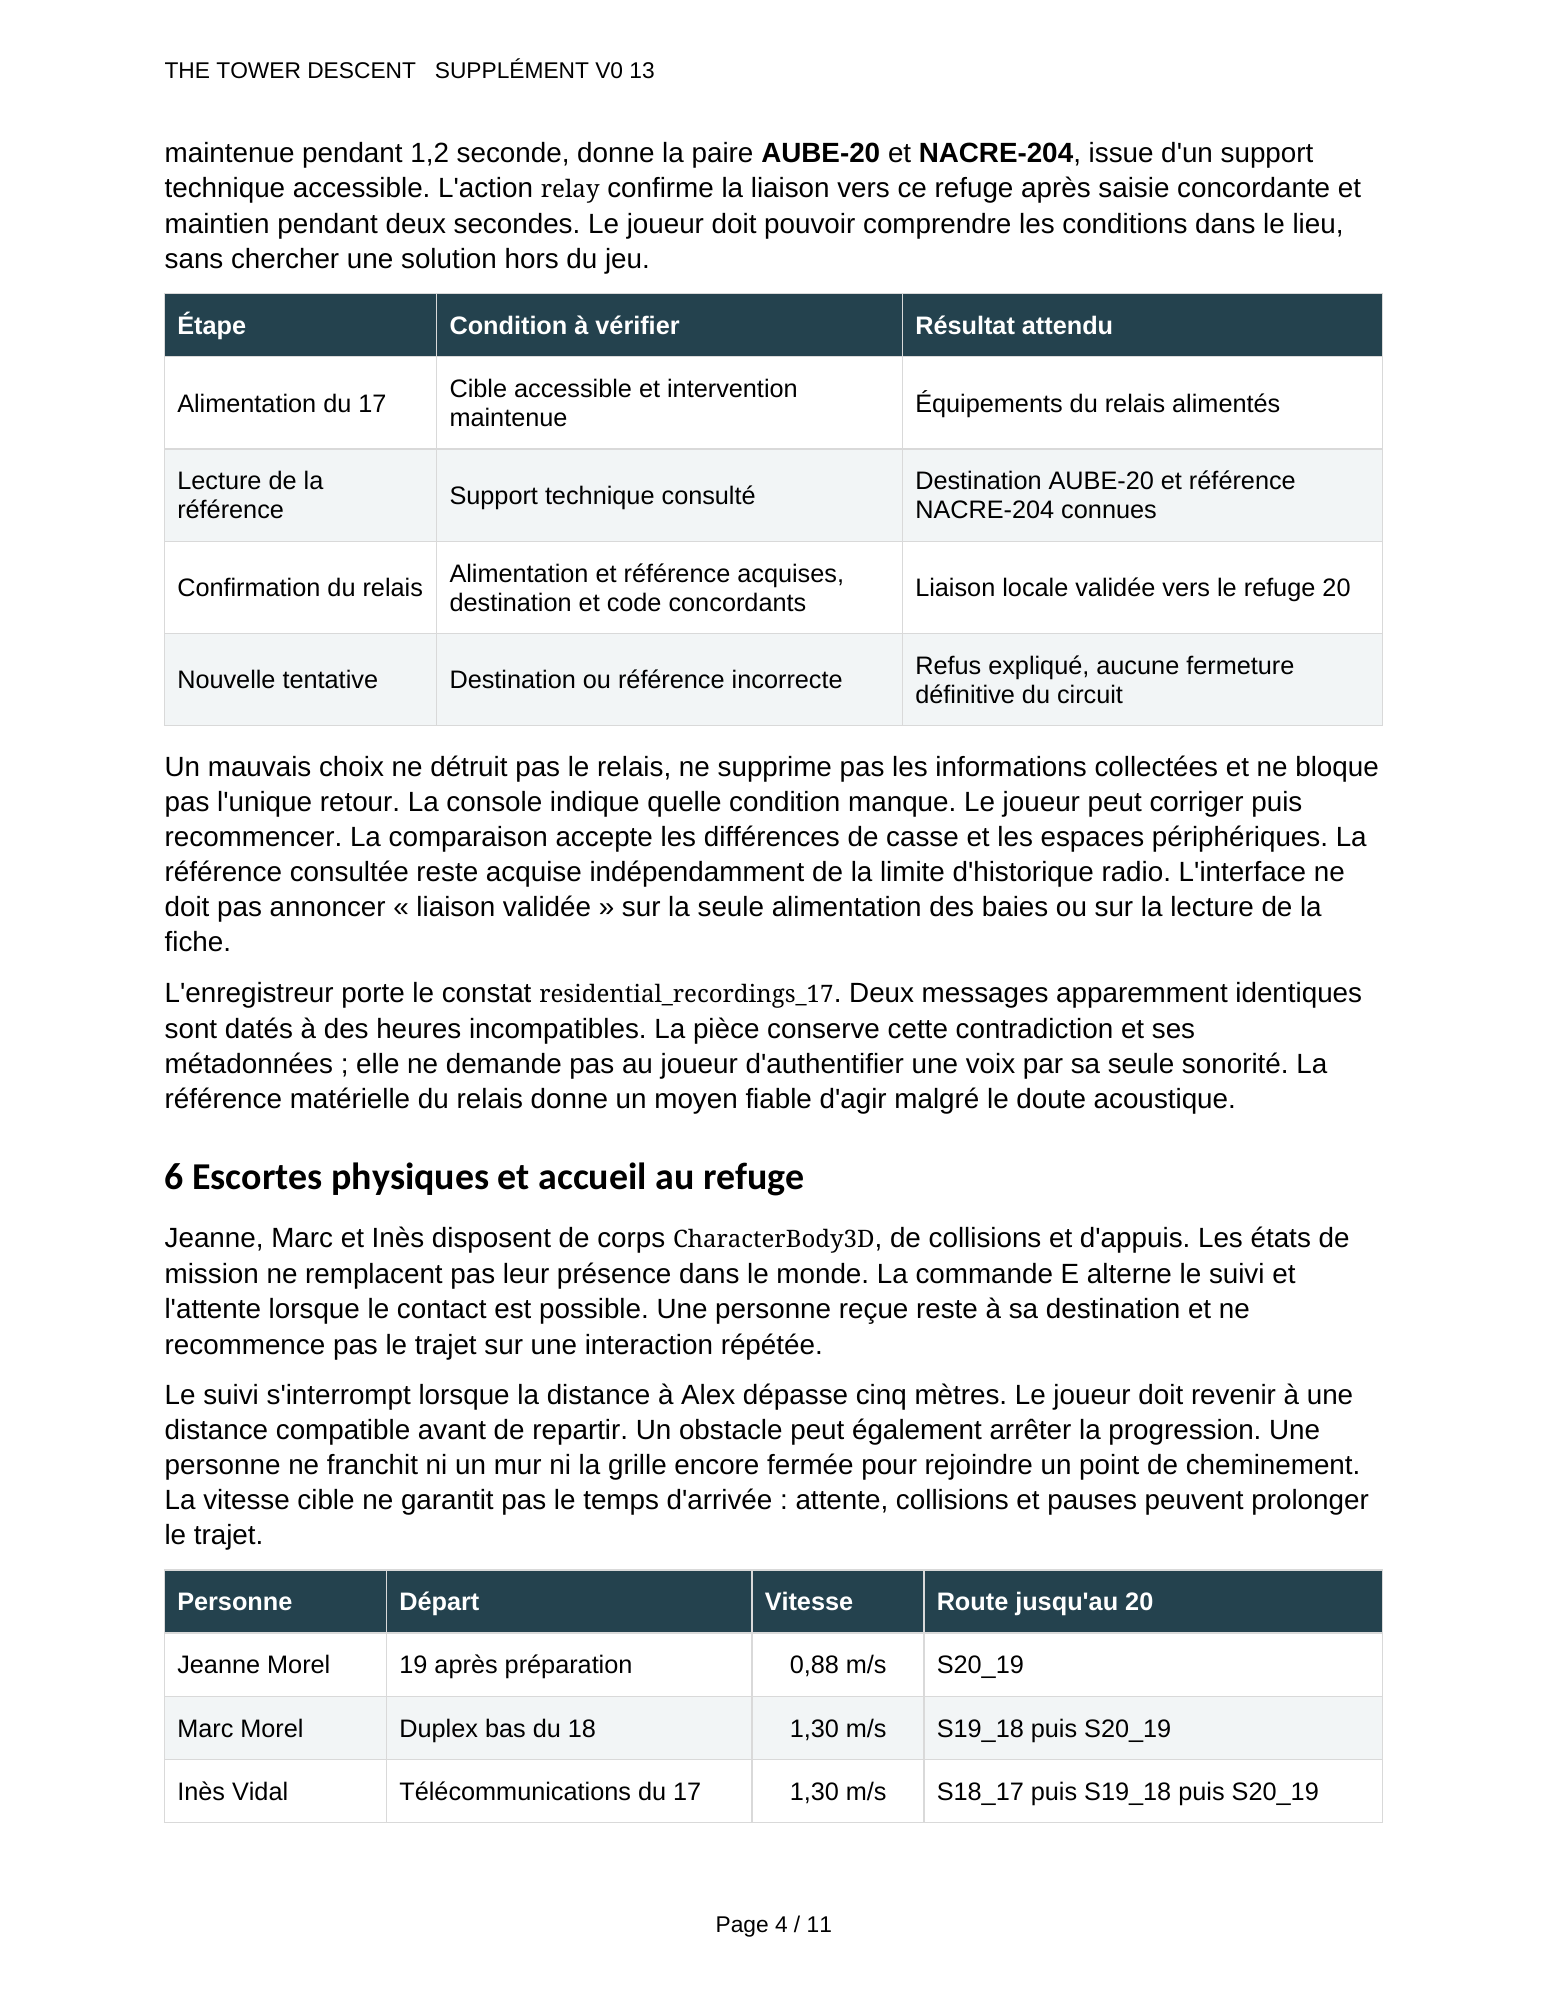 THE TOWER DESCENT   SUPPLÉMENT V0 13
maintenue pendant 1,2 seconde, donne la paire AUBE-20 et NACRE-204, issue d'un support
technique accessible. L'action relay confirme la liaison vers ce refuge après saisie concordante et
maintien pendant deux secondes. Le joueur doit pouvoir comprendre les conditions dans le lieu,
sans chercher une solution hors du jeu.
Étape
Condition à vérifier
Résultat attendu
Alimentation du 17
Cible accessible et intervention
maintenue
Équipements du relais alimentés
Lecture de la
référence
Support technique consulté
Destination AUBE-20 et référence
NACRE-204 connues
Confirmation du relais
Alimentation et référence acquises,
destination et code concordants
Liaison locale validée vers le refuge 20
Nouvelle tentative
Destination ou référence incorrecte
Refus expliqué, aucune fermeture
définitive du circuit
Un mauvais choix ne détruit pas le relais, ne supprime pas les informations collectées et ne bloque
pas l'unique retour. La console indique quelle condition manque. Le joueur peut corriger puis
recommencer. La comparaison accepte les différences de casse et les espaces périphériques. La
référence consultée reste acquise indépendamment de la limite d'historique radio. L'interface ne
doit pas annoncer « liaison validée » sur la seule alimentation des baies ou sur la lecture de la
fiche.
L'enregistreur porte le constat residential_recordings_17. Deux messages apparemment identiques
sont datés à des heures incompatibles. La pièce conserve cette contradiction et ses
métadonnées ; elle ne demande pas au joueur d'authentifier une voix par sa seule sonorité. La
référence matérielle du relais donne un moyen fiable d'agir malgré le doute acoustique.
6 Escortes physiques et accueil au refuge
Jeanne, Marc et Inès disposent de corps CharacterBody3D, de collisions et d'appuis. Les états de
mission ne remplacent pas leur présence dans le monde. La commande E alterne le suivi et
l'attente lorsque le contact est possible. Une personne reçue reste à sa destination et ne
recommence pas le trajet sur une interaction répétée.
Le suivi s'interrompt lorsque la distance à Alex dépasse cinq mètres. Le joueur doit revenir à une
distance compatible avant de repartir. Un obstacle peut également arrêter la progression. Une
personne ne franchit ni un mur ni la grille encore fermée pour rejoindre un point de cheminement.
La vitesse cible ne garantit pas le temps d'arrivée : attente, collisions et pauses peuvent prolonger
le trajet.
Personne
Départ
Vitesse
Route jusqu'au 20
Jeanne Morel
19 après préparation
0,88 m/s
S20_19
Marc Morel
Duplex bas du 18
1,30 m/s
S19_18 puis S20_19
Inès Vidal
Télécommunications du 17
1,30 m/s
S18_17 puis S19_18 puis S20_19
Page 4 / 11